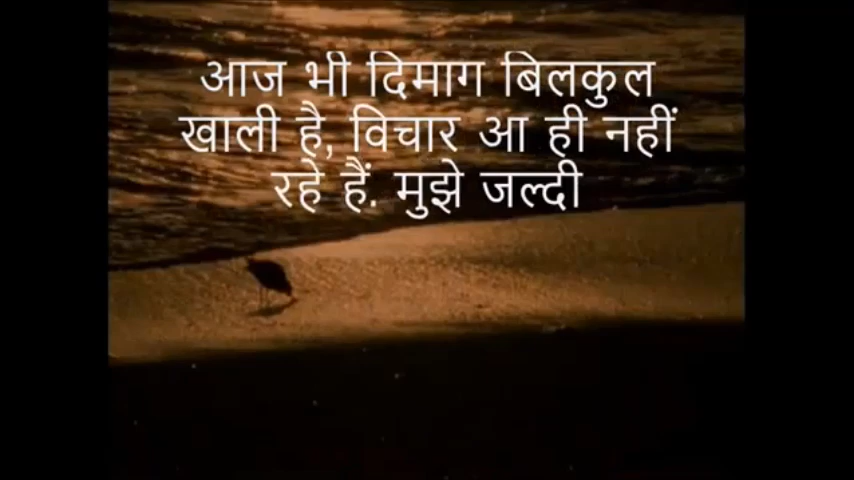 आज भी दिमाग बिलकुल
खाली है, विचार आ ही नहीं
रहे हैं. मुझे जल्दी